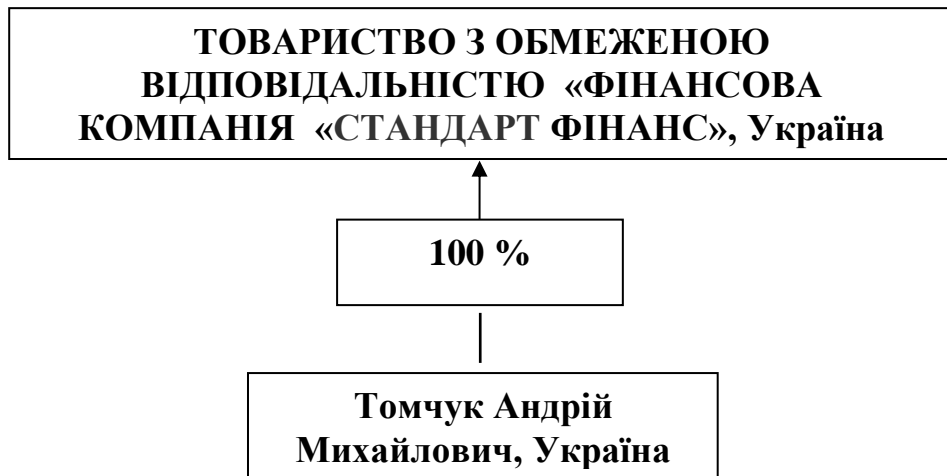 ТОВАРИСТВО З ОБМЕЖЕНОЮ
ВІДПОВІДАЛЬНІСТЮ «ФІНАНСОВА
КОМПАНІЯ «СТАНДАРТ ФІНАНС», Україна
100 %
Томчук Андрій
Михайлович, Україна